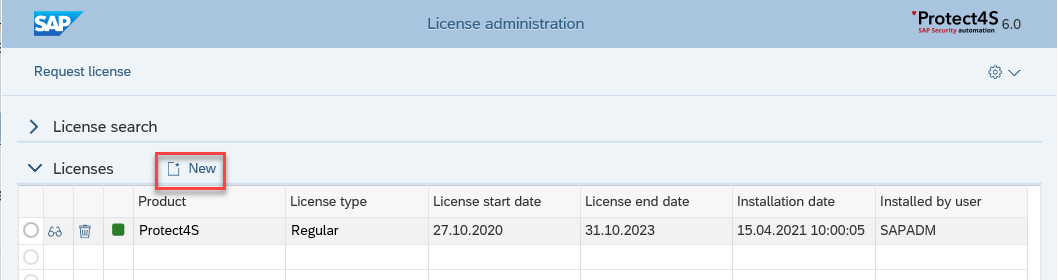 SAP License administration Protect4S 6.0
SAP Security automation
Request license
License search
Licenses New
Product License type License start date License end date Installation date Installed by user
Protect4S Regular 27.10.2020 31.10.2023 15.04.2021 10:00:05 SAPADM